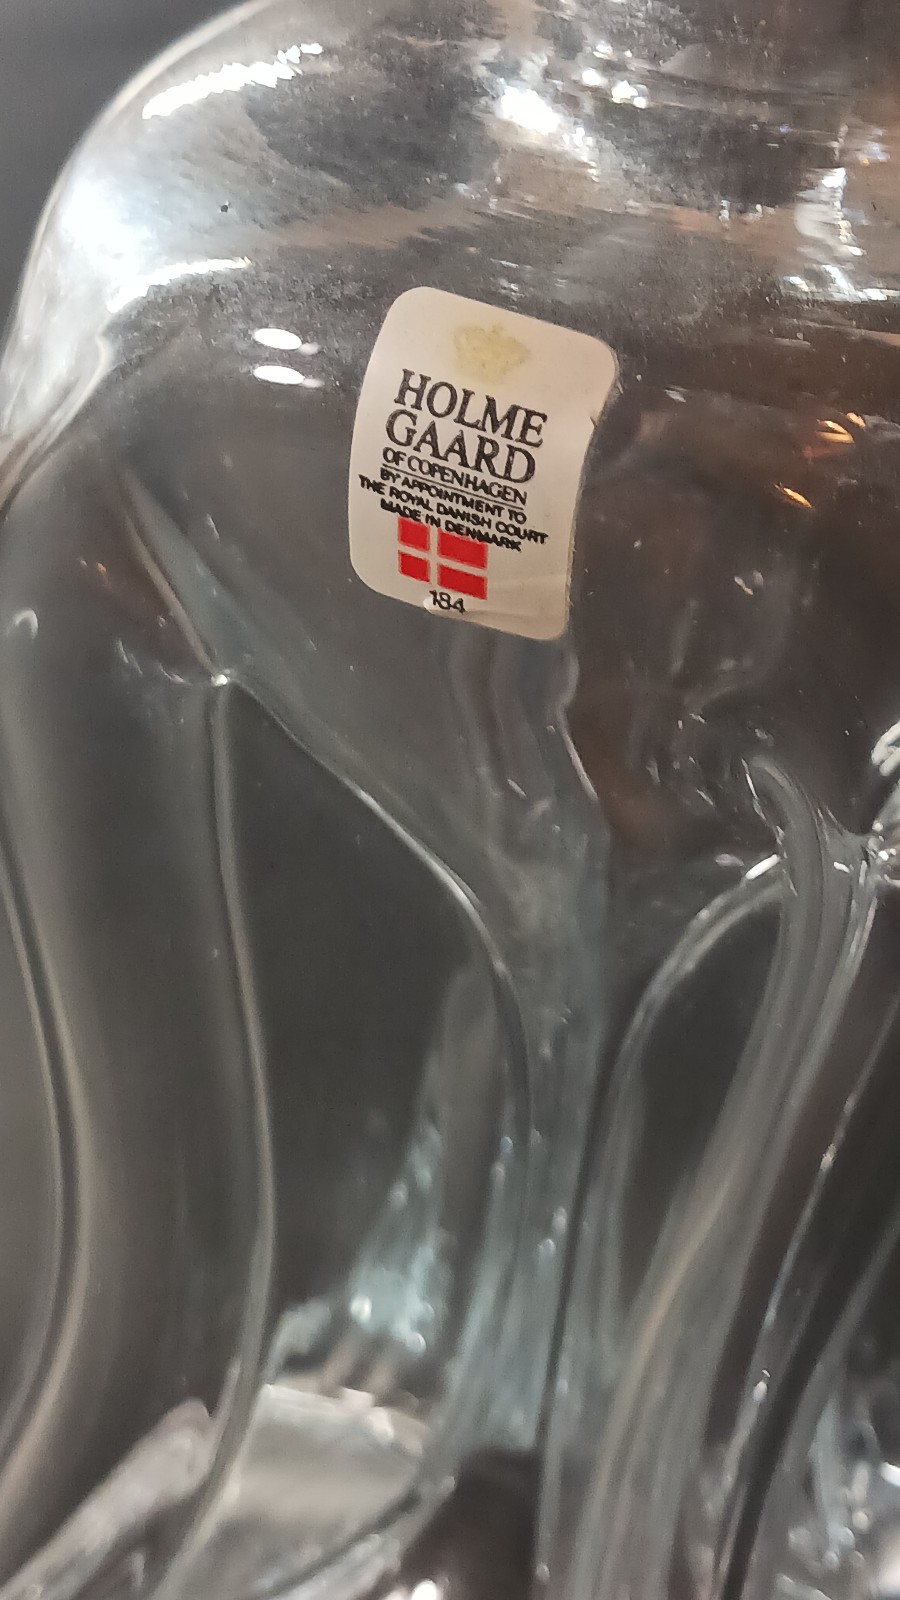 HOLME
GAARD
OF COPENHAGEN
BY APPOINTMENT TO
THE ROYAL DANISH COURT
MADE IN DENMARK
184